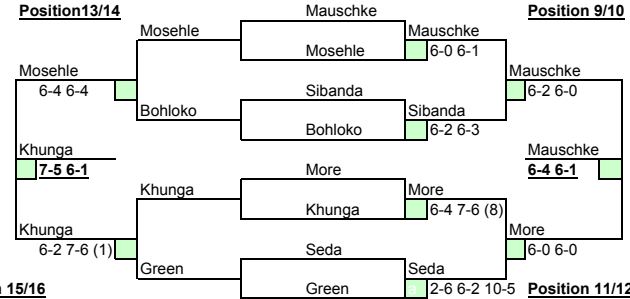 Position13/14 Mauschke Position 9/10
Mosehle Mauschke
Mosehle 6-0 6-1
Mosehle Mauschke
6-4 6-4 Sibanda 6-2 6-0
Bohloko Sibanda
Bohloko 6-2 6-3
Khunga Mauschke
7-5 6-1 More 6-4 6-1
Khunga More
Khunga 6-4 7-6 (8)
Khunga More
6-2 7-6 (1) Seda 6-0 6-0
Green Seda
15/16 Green a 2-6 6-2 10-5 Position 11/12